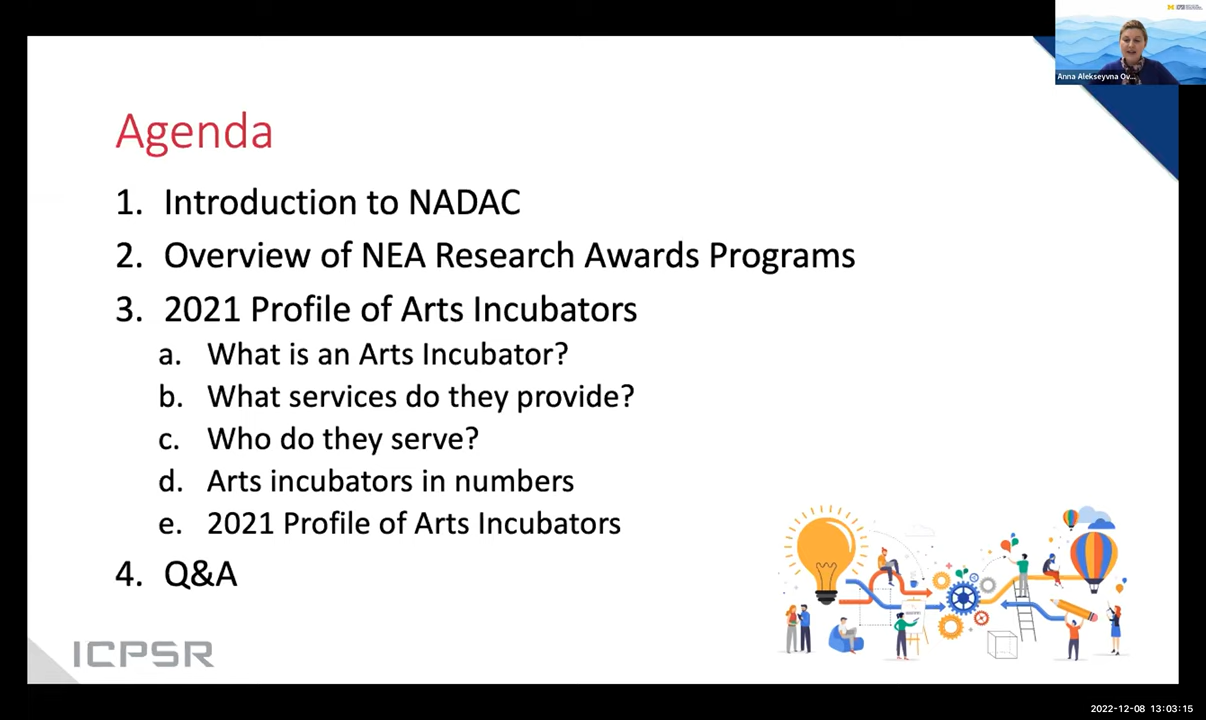 Anna Alekseyvna Ov...
Agenda
1. Introduction to NADAC
2. Overview of NEA Research Awards Programs
3. 2021 Profile of Arts Incubators
a. What is an Arts Incubator?
b. What services do they provide?
c. Who do they serve?
d. Arts incubators in numbers
e. 2021 Profile of Arts Incubators
4. Q&A
ICPSR
2022-12-08 13:03:15